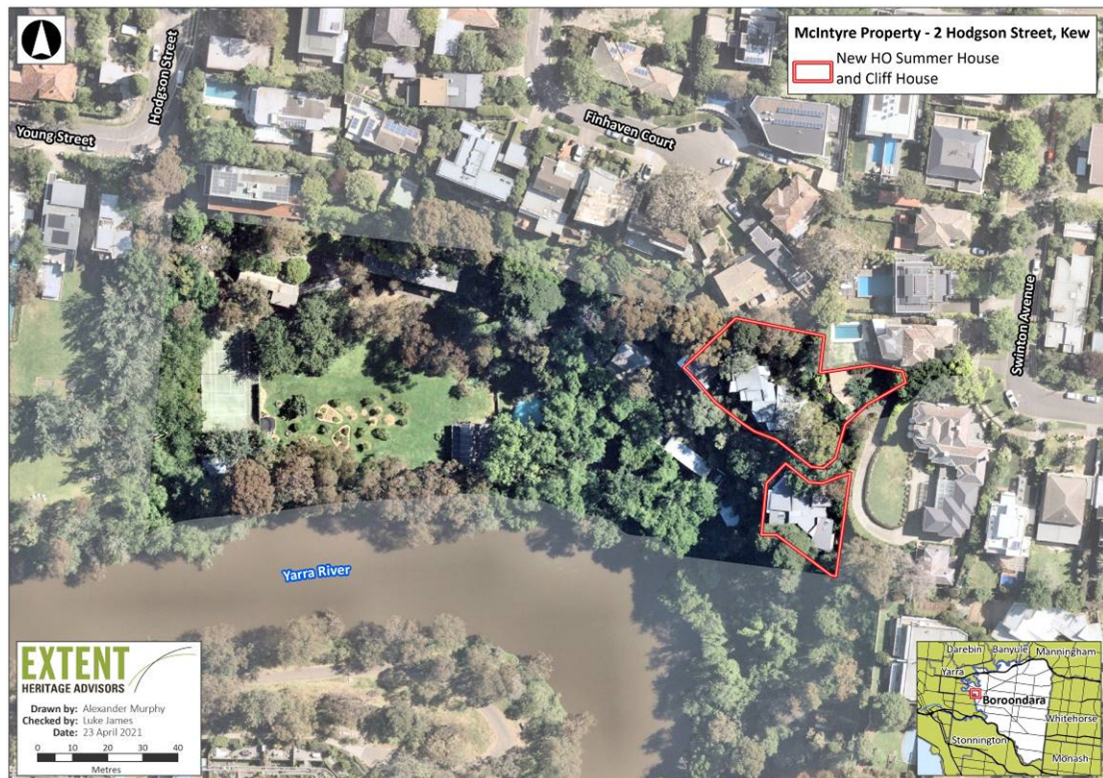 McIntyre Property - 2 Hodgson Street, Kew
New HO Summer House
and Cliff House
Hodgson Street
Young Street
Finhaven Court
Swinton Avenue
Yarra River
EXTENT
HERITAGE ADVISORS
Drawn by: Alexander Murphy
Checked by: Luke James
Date: 23 April 2021
0 10 20 30 40
Metres
Darebin Banyule Manningham
Yarra
Boroondara
Whitehorse
Stonnington
Monash